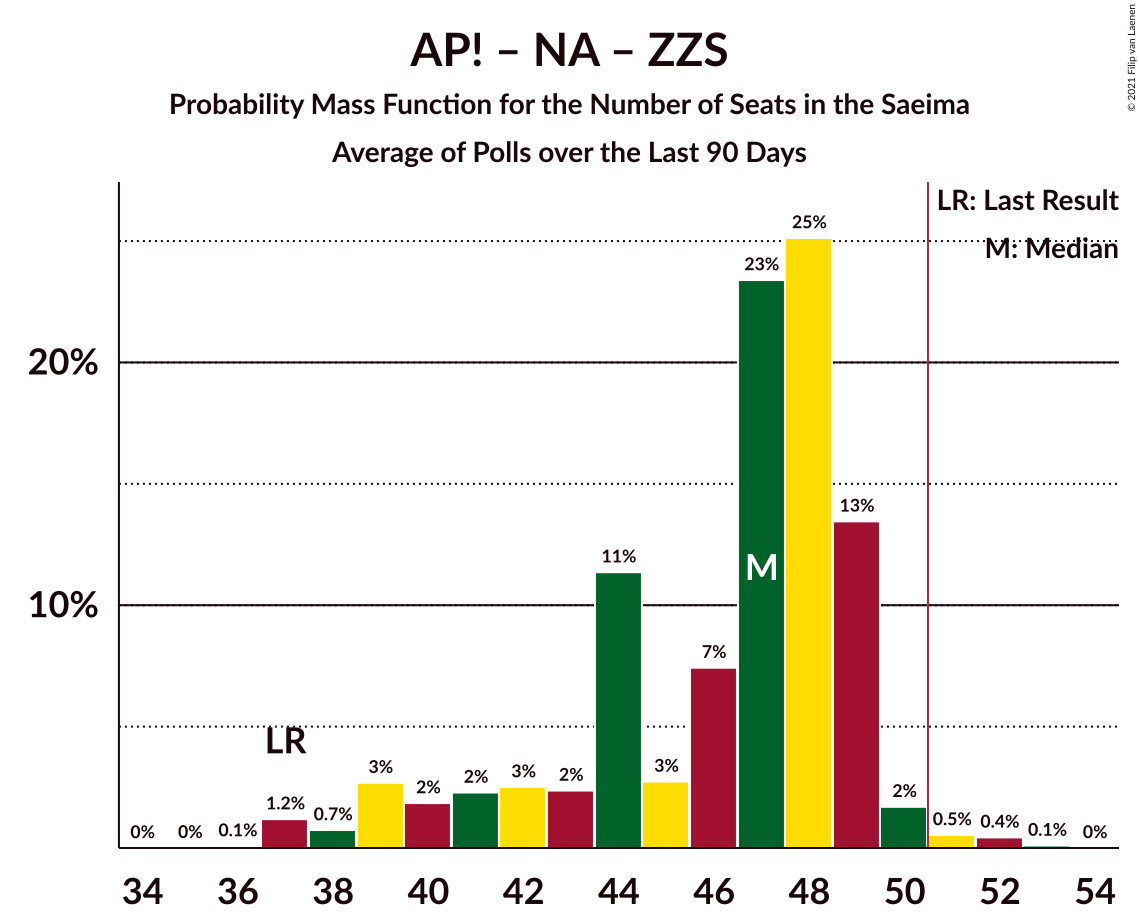 AP! – NA – ZZS
Probability Mass Function for the Number of Seats in the Saeima
Average of Polls over the Last 90 Days
© 2021 Filip van Laenen
LR: Last Result
M: Median
20%
10%
0%
0%
0.1%
1.2%
0.7%
3%
2%
2%
3%
2%
11%
3%
7%
23%
25%
13%
2%
0.5%
0.4%
0.1%
0%
LR
M
34 36 38 40 42 44 46 48 50 52 54